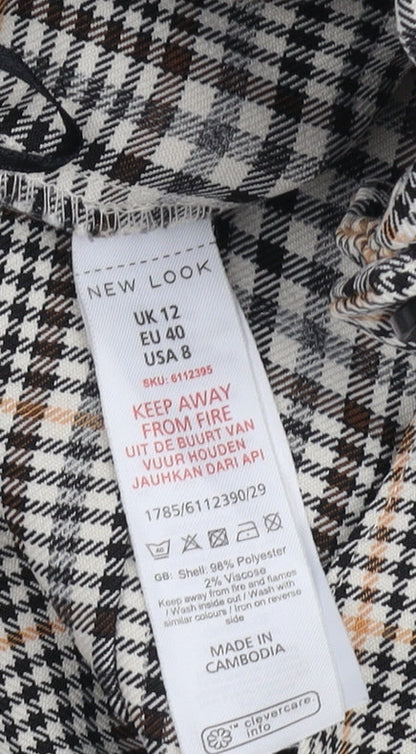 NEW LOOK
UK 12
EU 40
USA 8
SKU: 6112395
KEEP AWAY
FROM FIRE
UIT DE BUURT VAN
VUUR HOUDEN
JAUHKAN DARI API
1785/6112390/29
40
GB: Shell: 98% Polyester
2% Viscose
Keep away from fire and flames
/ Wash inside out / Wash with
similar colours / Iron on reverse
side
MADE IN
CAMBODIA
™ clevercare.
info